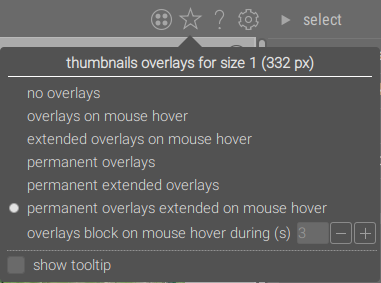 select
thumbnails overlays for size 1 (332 px)
no overlays
overlays on mouse hover
extended overlays on mouse hover
permanent overlays
permanent extended overlays
permanent overlays extended on mouse hover
overlays block on mouse hover during (s) 3
show tooltip